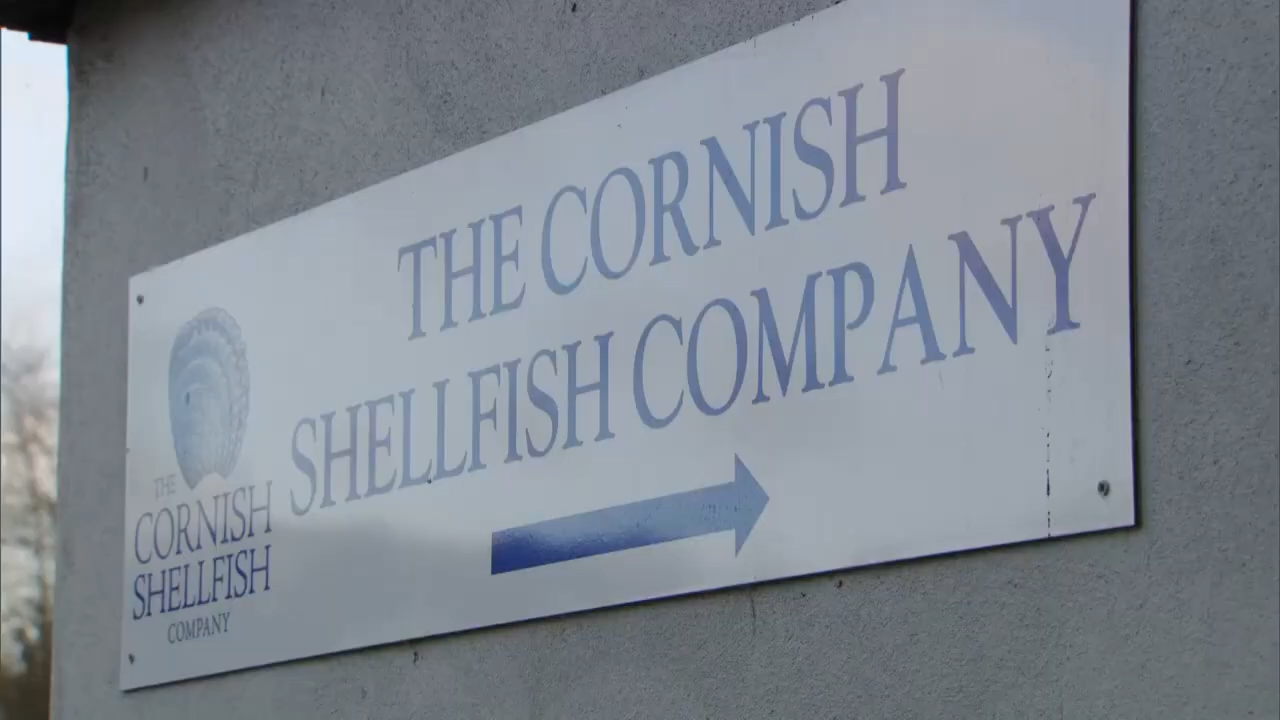 THE CORNISH
SHELLFISH COMPANY
THE
CORNISH
SHELLFISH
COMPANY